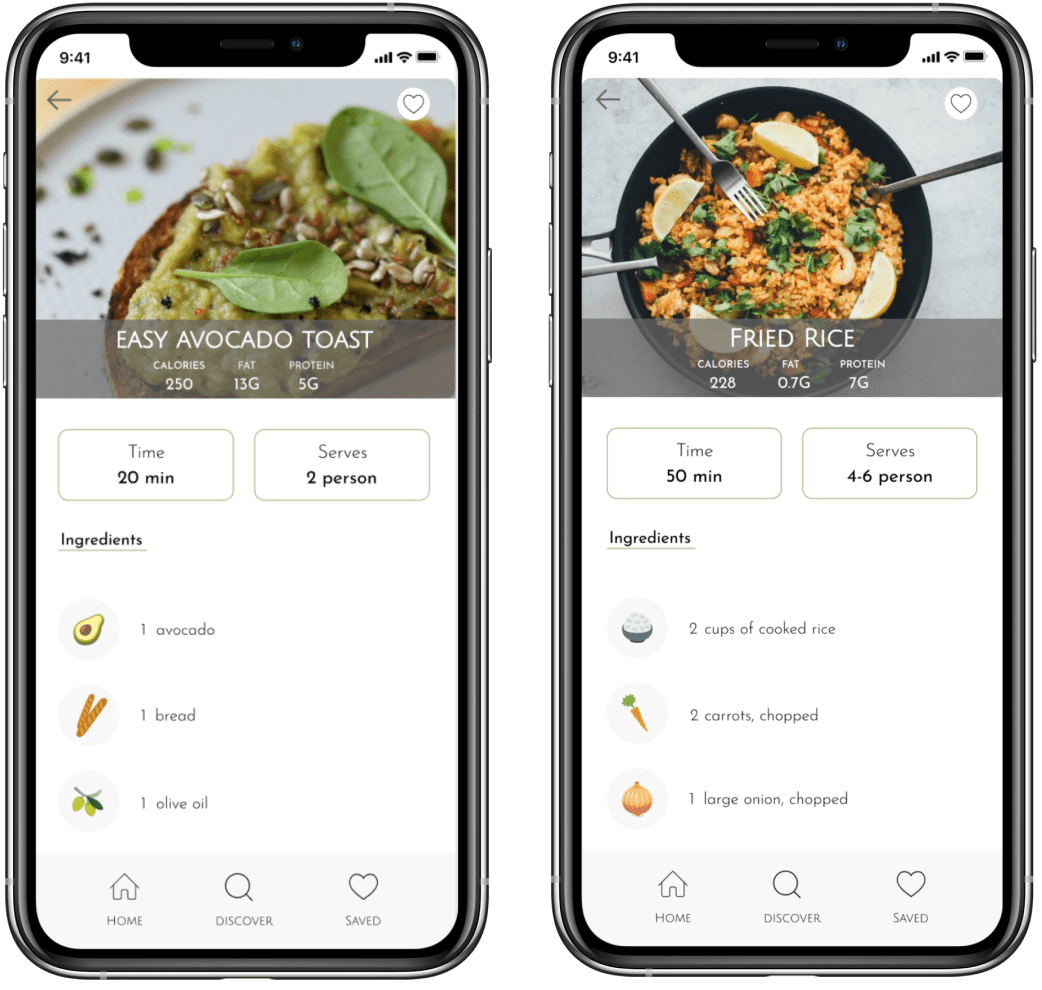 9:41
EASY AVOCADO TOAST
CALORIES FAT PROTEIN
250 13G 5G
Time
20 min
Serves
2 person
Ingredients
1 avocado
1 bread
1 olive oil
HOME DISCOVER SAVED
9:41
FRIED RICE
CALORIES FAT PROTEIN
228 0.7G 7G
Time
50 min
Serves
4-6 person
Ingredients
2 cups of cooked rice
2 carrots, chopped
1 large onion, chopped
HOME DISCOVER SAVED